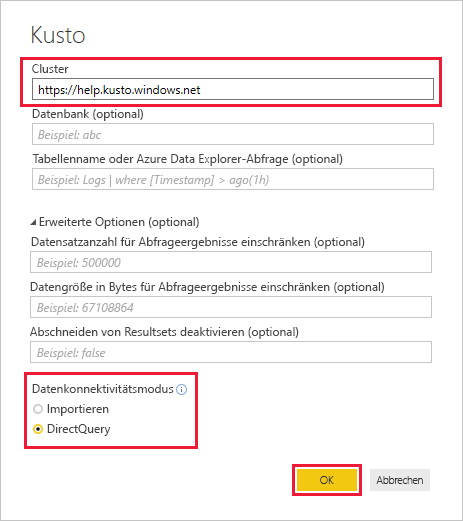 Kusto
Cluster
https://help.kusto.windows.net
Datenbank (optional)
Beispiel: abc
Tabellenname oder Azure Data Explorer-Abfrage (optional)
Beispiel: Logs | where [Timestamp] > ago(1h)
Erweiterte Optionen (optional)
Datensatzanzahl für Abfrageergebnisse einschränken (optional)
Beispiel: 500000
Datengröße in Bytes für Abfrageergebnisse einschränken (optional)
Beispiel: 67108864
Abschneiden von Resultsets deaktivieren (optional)
Beispiel: false
Datenkonnektivitätsmodus
Importieren
DirectQuery
OK Abbrechen